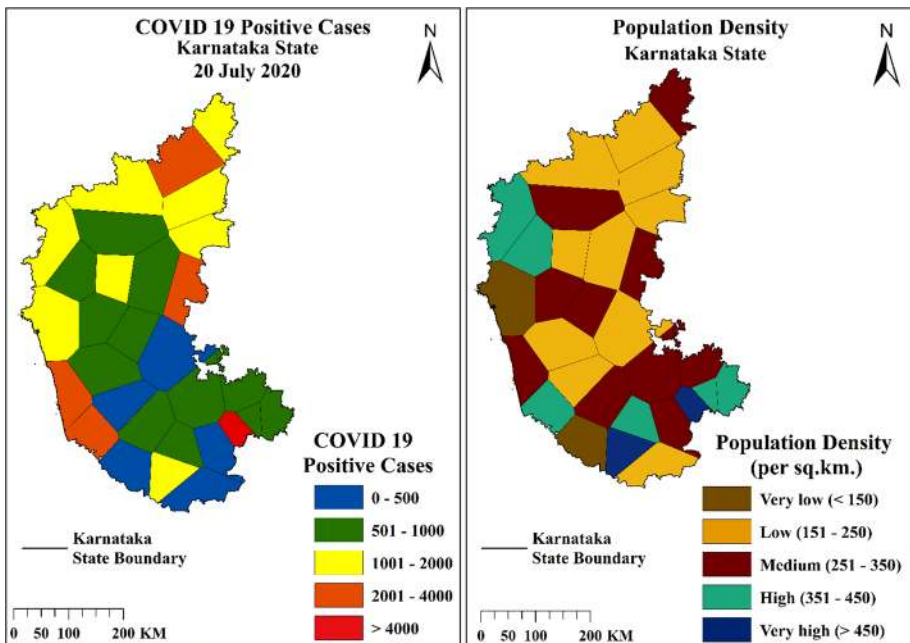 COVID 19 Positive Cases
Karnataka State
20 July 2020
N
COVID 19
Positive Cases
0 - 500
501 - 1000
1001 - 2000
2001 - 4000
> 4000
Karnataka
State Boundary
0 50 100 200 KM
Population Density
Karnataka State
N
Population Density
(per sq.km.)
Very low (< 150)
Low (151 - 250)
Medium (251 - 350)
High (351 - 450)
Very high (> 450)
Karnataka
State Boundary
0 50 100 200 KM